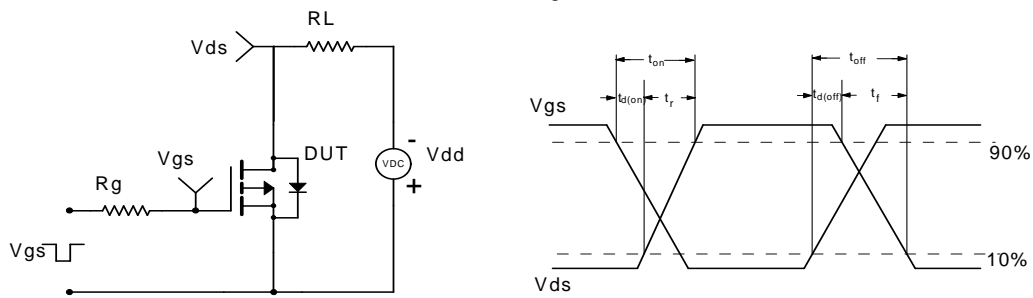 RL
Vds
Vgs
DUT
-
VDC
Vdd
+
Rg
Vgs
ton
toff
td(on)
tr
td(off)
tf
Vgs
90%
10%
Vds